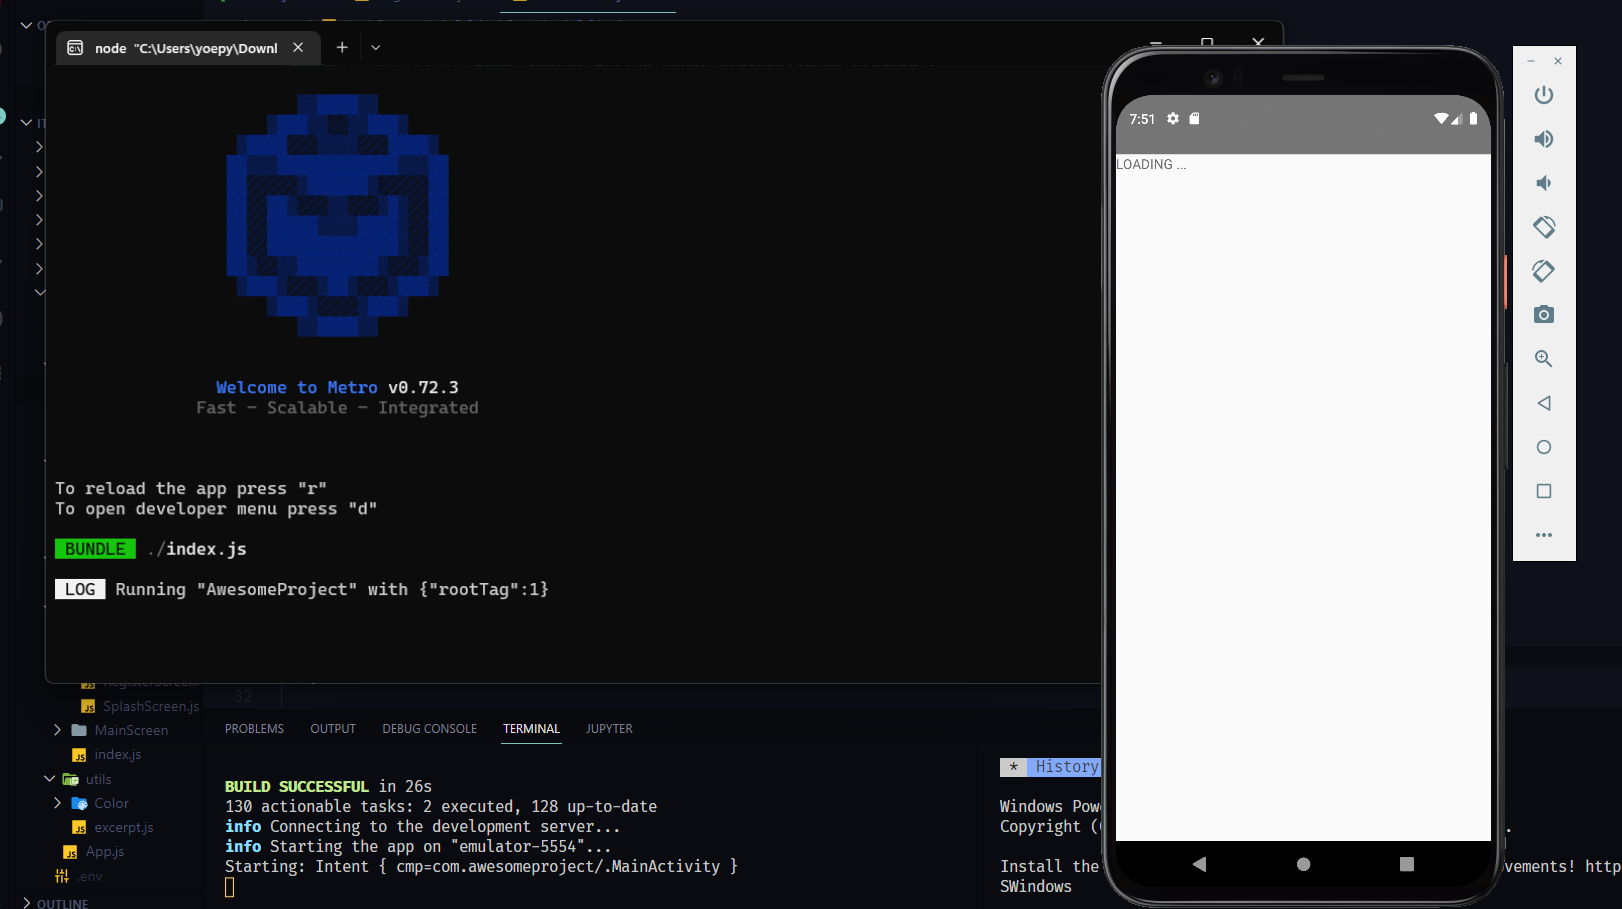 node "C:\Users\yoepy\Downl
Welcome to Metro v0.72.3
Fast - Scalable - Integrated
To reload the app press "r"
To open developer menu press "d"
BUNDLE ./index.js
LOG Running "AwesomeProject" with {"rootTag":1}
7:51
LOADING ...
32
SplashScreen.js
MainScreen
index.js
utils
Color
excerpt.js
App.js
.env
OUTLINE
PROBLEMS OUTPUT DEBUG CONSOLE TERMINAL JUPYTER
BUILD SUCCESSFUL in 26s
130 actionable tasks: 2 executed, 128 up-to-date
info Connecting to the development server...
info Starting the app on "emulator-5554"...
Starting: Intent { cmp=com.awesomeproject/.MainActivity }
* History
Windows Pow
Copyright (
Install the vements! http
SWindows